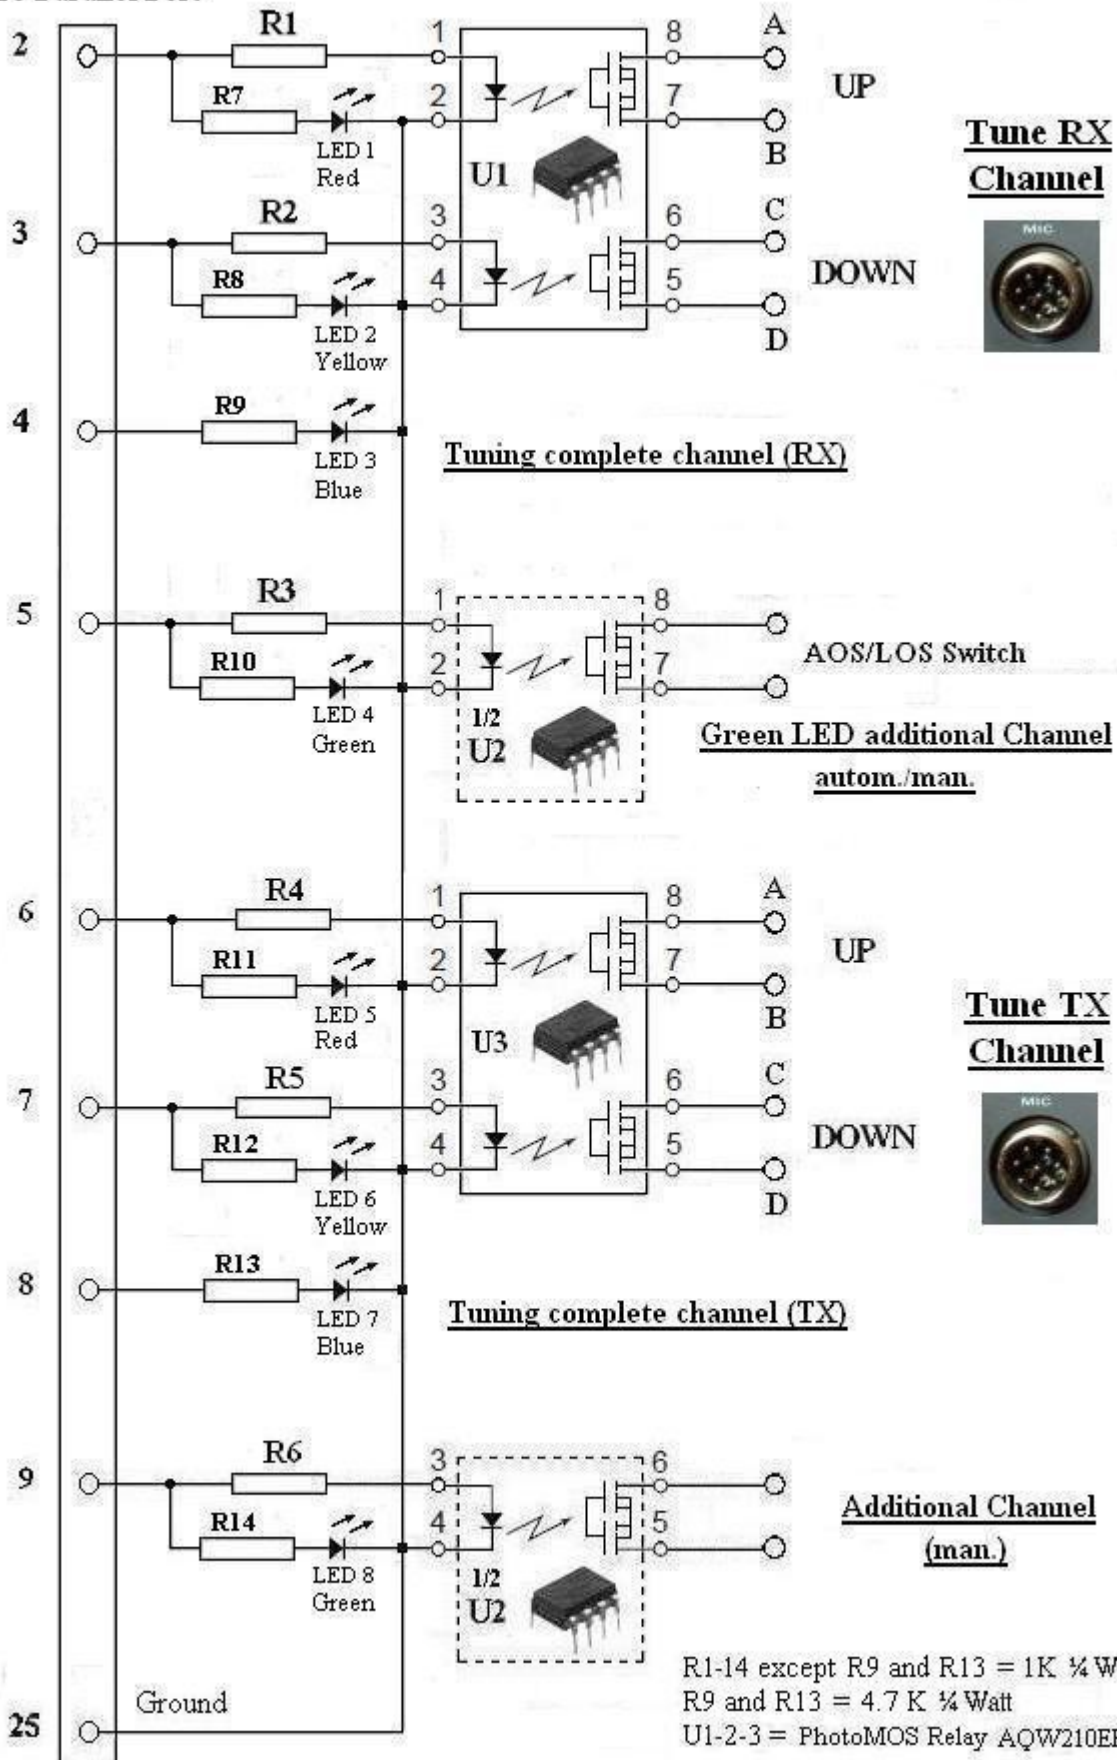 2
R1
1
8
A
R7
2
7
UP
LED 1
Red
B
U1
Tune RX
Channel
MIC
3
R2
3
6
C
R8
4
5
DOWN
LED 2
Yellow
D
4
R9
LED 3
Blue
Tuning complete channel (RX)
5
R3
1
8
R10
2
7
AOS/LOS Switch
LED 4
Green
1/2
U2
Green LED additional Channel
autom./man.
6
R4
1
8
A
R11
2
7
UP
LED 5
Red
B
U3
Tune TX
Channel
MIC
7
R5
3
6
C
R12
4
5
DOWN
LED 6
Yellow
D
8
R13
LED 7
Blue
Tuning complete channel (TX)
9
R6
3
6
R14
4
5
LED 8
Green
1/2
U2
Additional Channel
(man.)
Ground
25
R1-14 except R9 and R13 = 1K ¼ W
R9 and R13 = 4.7 K ¼ Watt
U1-2-3 = PhotoMOS Relay